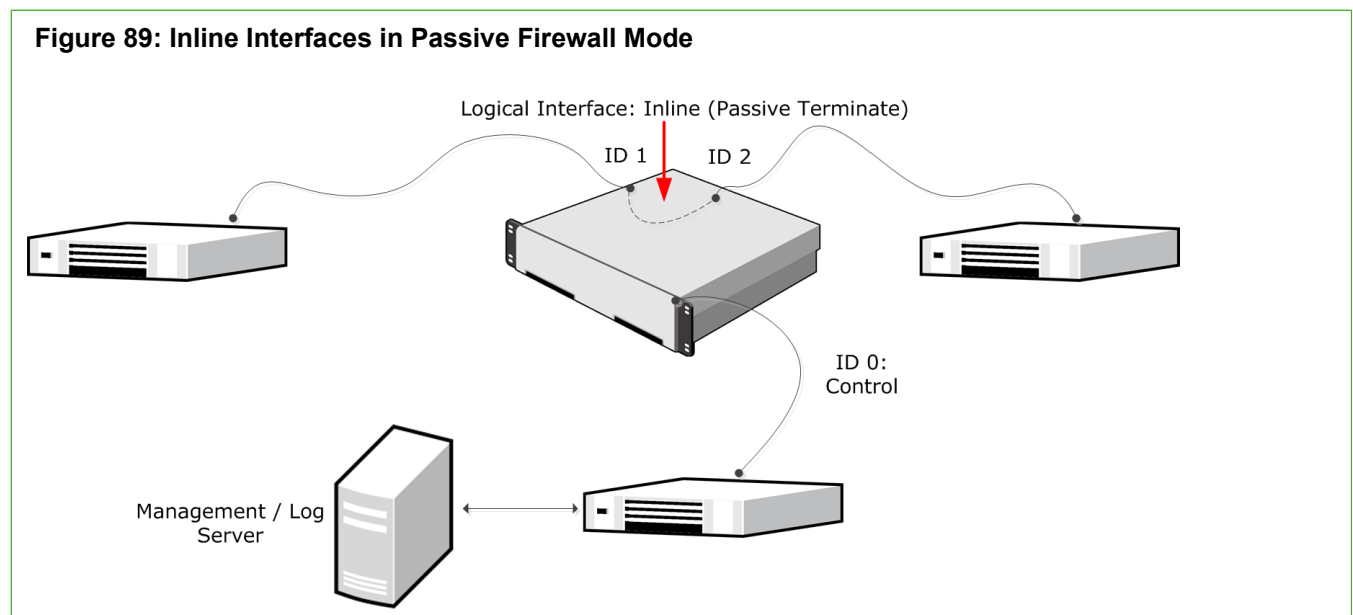 Figure 89: Inline Interfaces in Passive Firewall Mode
Logical Interface: Inline (Passive Terminate)
ID 1
ID 2
ID 0:
Control
Management / Log
Server